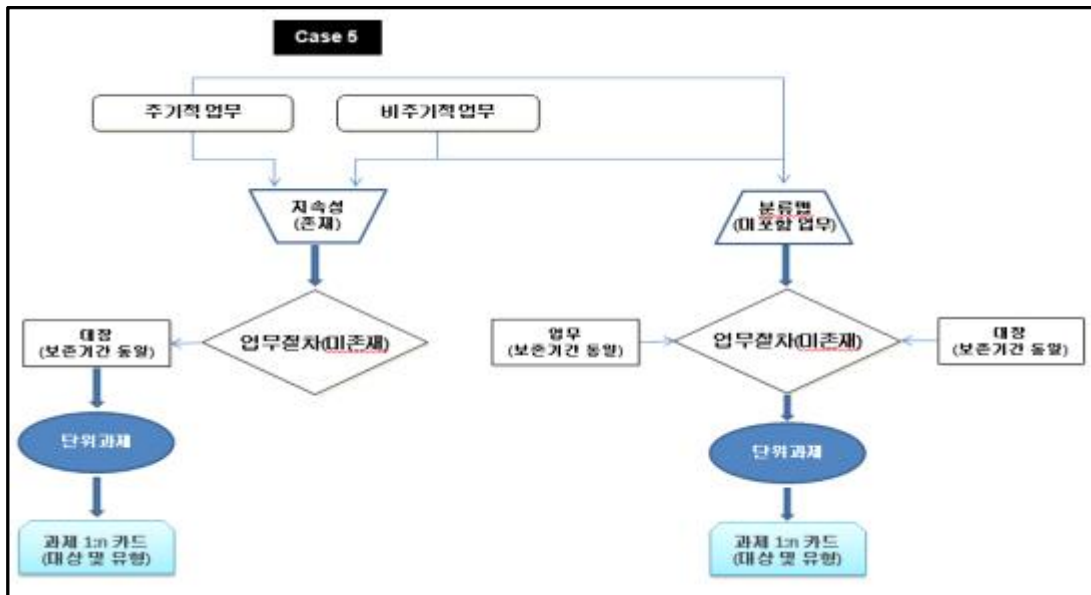 Case 5
주기적 업무
비주기적 업무
지속성
(존재)
분류맵
(미포함 업무)
대장
(보존기간 동일)
업무절차(미존재)
업무
(보존기간 동일)
업무절차(미존재)
대장
(보존기간 동일)
단위과제
단위과제
과제 1:n 카드
(대상 및 유형)
과제 1:n 카드
(대상 및 유형)